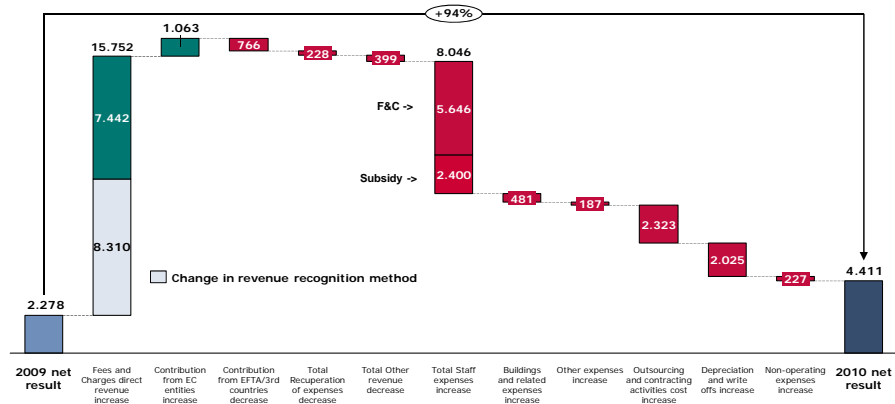 +94%
1.063
15.752
766
228
399
8.046
7.442
F&C ->
5.646
Subsidy ->
2.400
481
187
2.323
8.310
2.025
Change in revenue recognition method
227
4.411
2.278
2009 net
result
Fees and
Charges direct
revenue
increase
Contribution
from EC
entities
increase
Contribution
from EFTA/3rd
countries
decrease
Total
Recuperation
of expenses
decrease
Total Other
revenue
decrease
Total Staff
expenses
increase
Buildings
and related
expenses
increase
Other expenses
increase
Outsourcing
and contracting
activities cost
increase
Depreciation
and write
offs increase
Non-operating
expenses
increase
2010 net
result